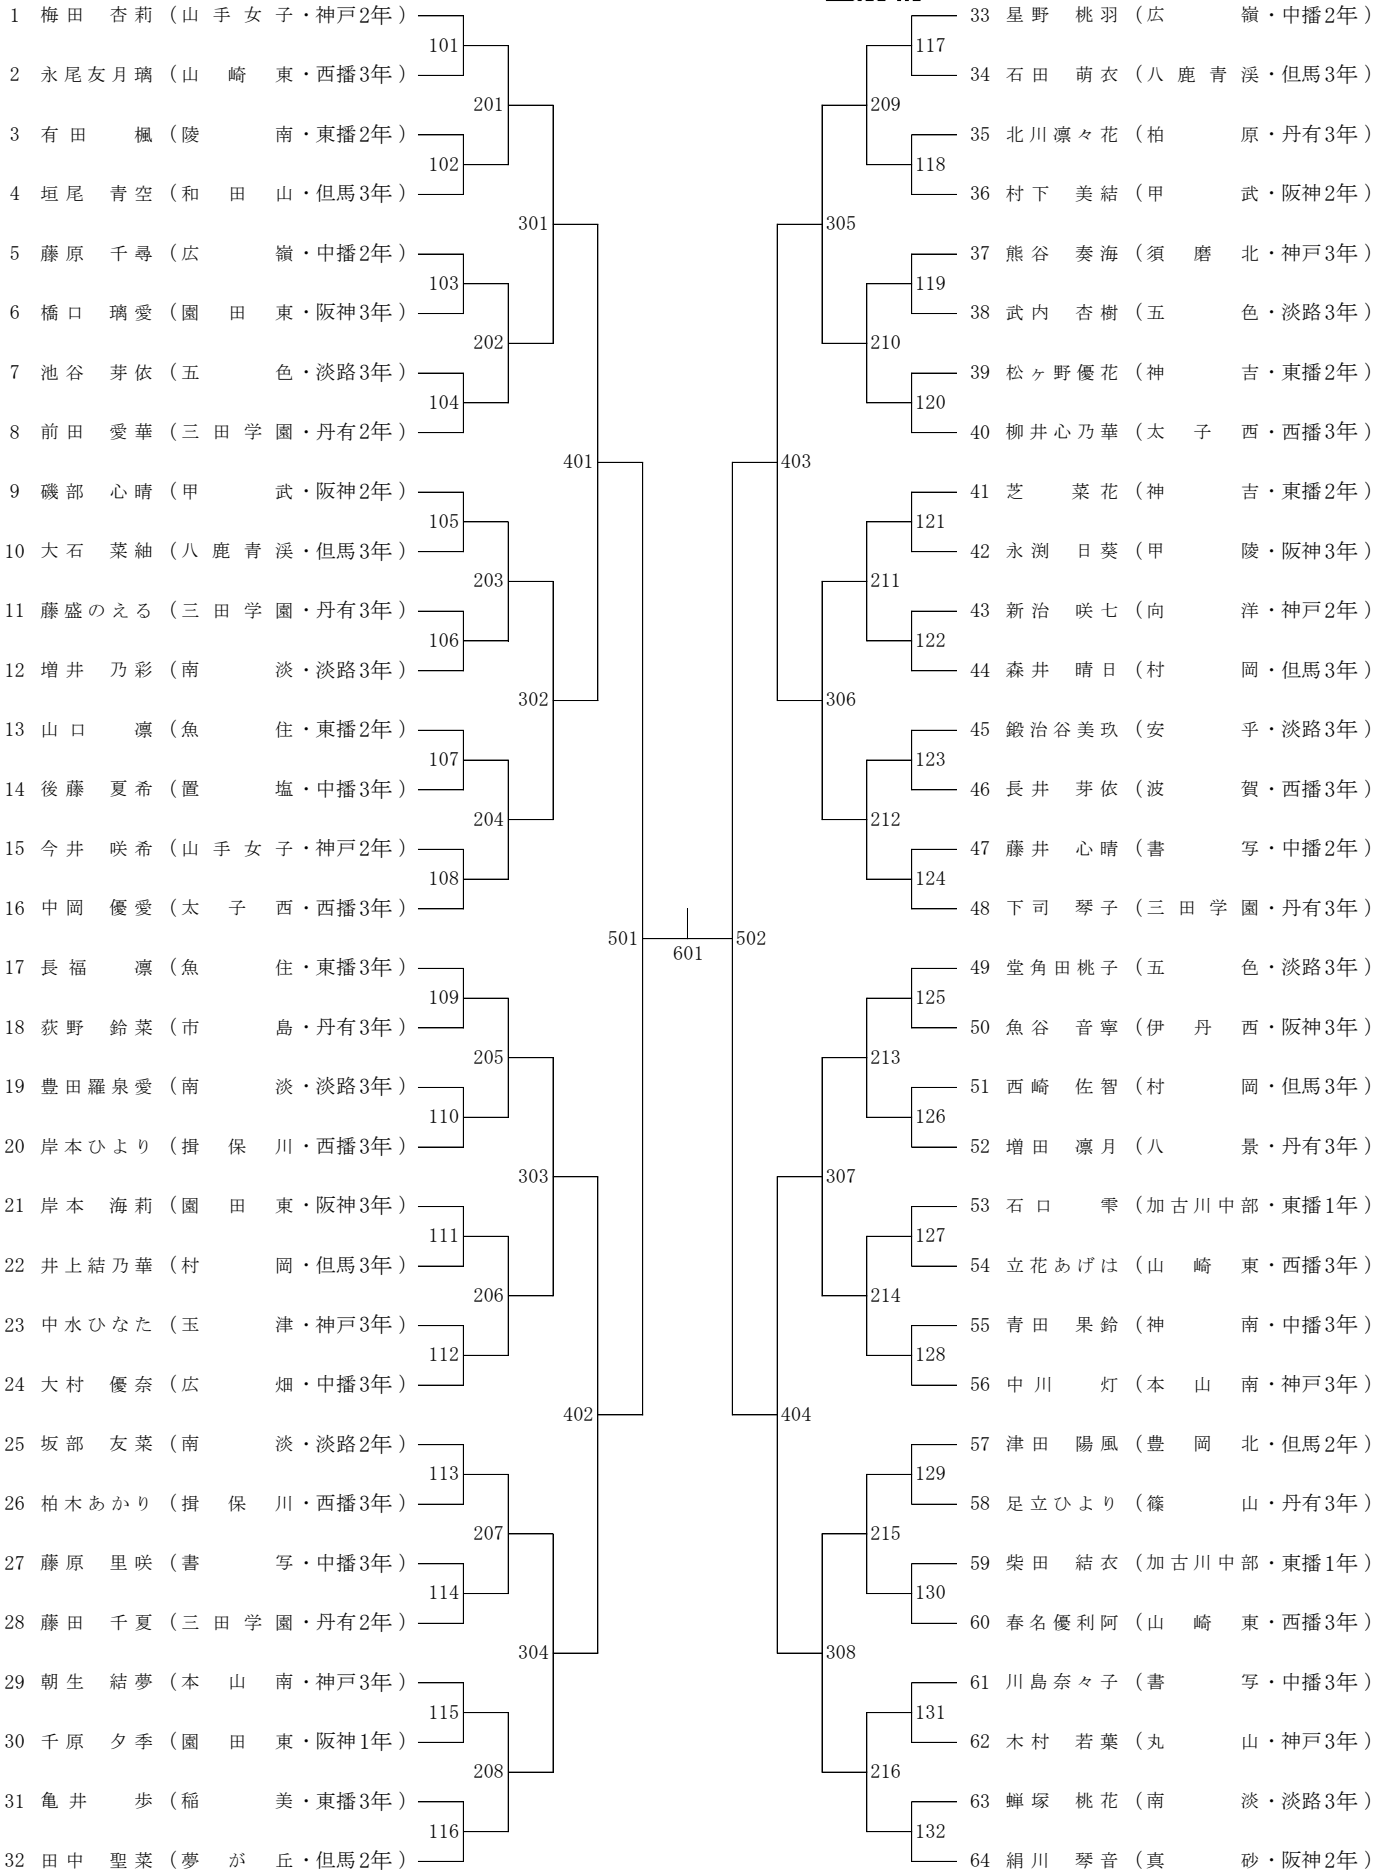 1 梅田 杏莉 (山手女子・神戸2年)
101
2 永尾友月璃 (山崎東・西播3年)
201
3 有田 楓 (陵南・東播2年)
102
4 垣尾 青空 (和田山・但馬3年)
301
5 藤原 千尋 (広嶺・中播2年)
103
6 橋口 璃愛 (園田東・阪神3年)
202
7 池谷 芽依 (五色・淡路3年)
104
8 前田 愛華 (三田学園・丹有2年)
401
9 磯部 心晴 (甲武・阪神2年)
105
10 大石 菜紬 (八鹿青渓・但馬3年)
203
11 藤盛のえる (三田学園・丹有3年)
106
12 増井 乃彩 (南淡・淡路3年)
302
13 山口 凛 (魚住・東播2年)
107
14 後藤 夏希 (置塩・中播3年)
204
15 今井 咲希 (山手女子・神戸2年)
108
16 中岡 優愛 (太子西・西播3年)
501
17 長福 凛 (魚住・東播3年)
109
18 荻野 鈴菜 (市島・丹有3年)
205
19 豊田羅泉愛 (南淡・淡路3年)
110
20 岸本ひより (揖保川・西播3年)
303
21 岸本 海莉 (園田東・阪神3年)
111
22 井上結乃華 (村岡・但馬3年)
206
23 中水ひなた (玉津・神戸3年)
112
24 大村 優奈 (広畑・中播3年)
402
25 坂部 友菜 (南淡・淡路2年)
113
26 柏木あかり (揖保川・西播3年)
207
27 藤原 里咲 (書写・中播3年)
114
28 藤田 千夏 (三田学園・丹有2年)
304
29 朝生 結夢 (本山南・神戸3年)
115
30 千原 夕季 (園田東・阪神1年)
208
31 亀井 歩 (稲美・東播3年)
116
32 田中 聖菜 (夢が丘・但馬2年)
601
33 星野 桃羽 (広嶺・中播2年)
117
34 石田 萌衣 (八鹿青渓・但馬3年)
209
35 北川凛々花 (柏原・丹有3年)
118
36 村下 美結 (甲武・阪神2年)
305
37 熊谷 奏海 (須磨北・神戸3年)
119
38 武内 杏樹 (五色・淡路3年)
210
39 松ヶ野優花 (神吉・東播2年)
120
40 柳井心乃華 (太子西・西播3年)
403
41 芝 菜花 (神吉・東播2年)
121
42 永渕 日葵 (甲陵・阪神3年)
211
43 新治 咲七 (向洋・神戸2年)
122
44 森井 晴日 (村岡・但馬3年)
306
45 鍛治谷美玖 (安乎・淡路3年)
123
46 長井 芽依 (波賀・西播3年)
212
47 藤井 心晴 (書写・中播2年)
124
48 下司 琴子 (三田学園・丹有3年)
502
49 堂角田桃子 (五色・淡路3年)
125
50 魚谷 音寧 (伊丹西・阪神3年)
213
51 西崎 佐智 (村岡・但馬3年)
126
52 増田 凛月 (八景・丹有3年)
307
53 石口 雫 (加古川中部・東播1年)
127
54 立花あげは (山崎東・西播3年)
214
55 青田 果鈴 (神南・中播3年)
128
56 中川 灯 (本山南・神戸3年)
404
57 津田 陽風 (豊岡北・但馬2年)
129
58 足立ひより (篠山・丹有3年)
215
59 柴田 結衣 (加古川中部・東播1年)
130
60 春名優利阿 (山崎東・西播3年)
308
61 川島奈々子 (書写・中播3年)
131
62 木村 若葉 (丸山・神戸3年)
216
63 蝉塚 桃花 (南淡・淡路3年)
132
64 絹川 琴音 (真砂・阪神2年)